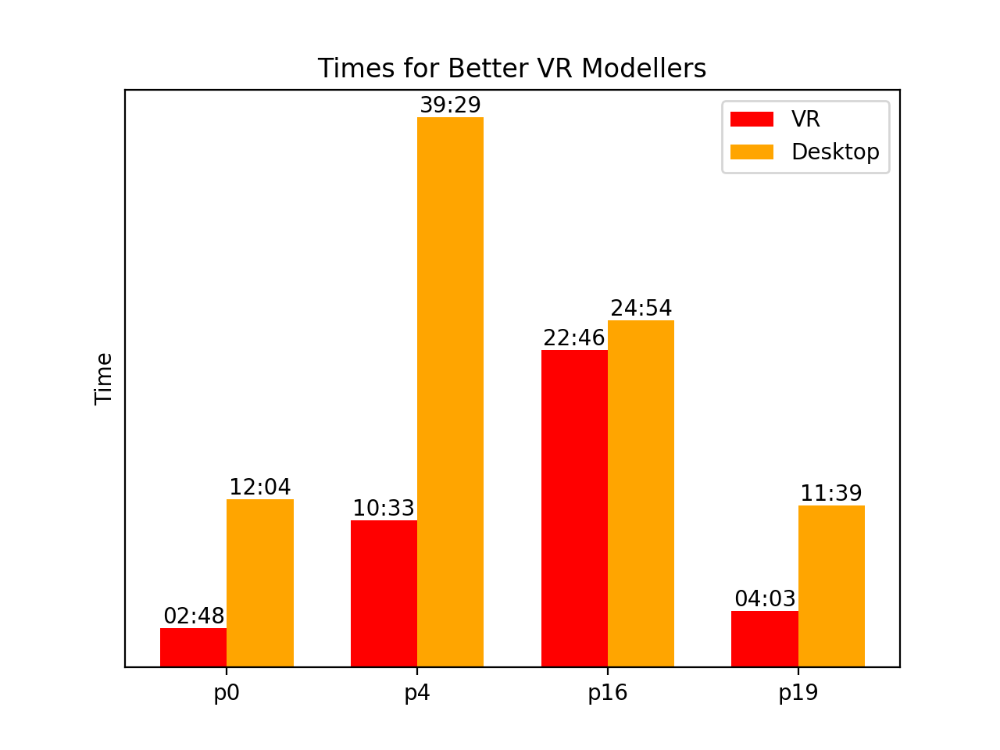 Times for Better VR Modellers
VR
Desktop
Time
02:48
12:04
10:33
39:29
22:46
24:54
04:03
11:39
p0
p4
p16
p19